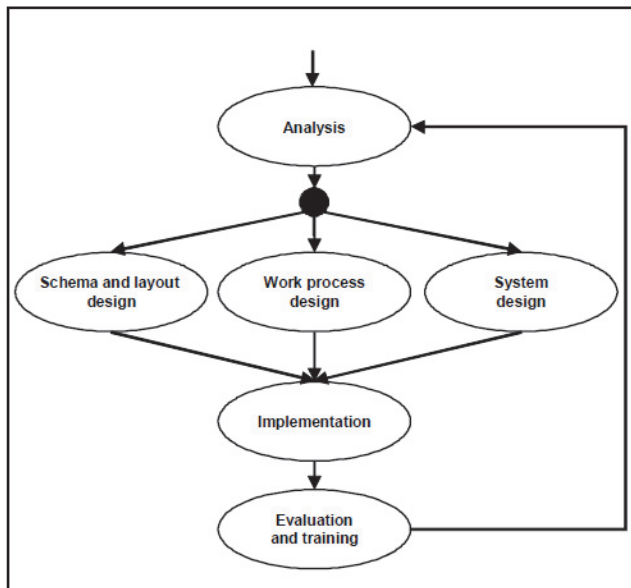 Analysis
Schema and layout
design
Work process
design
System
design
Implementation
Evaluation
and training